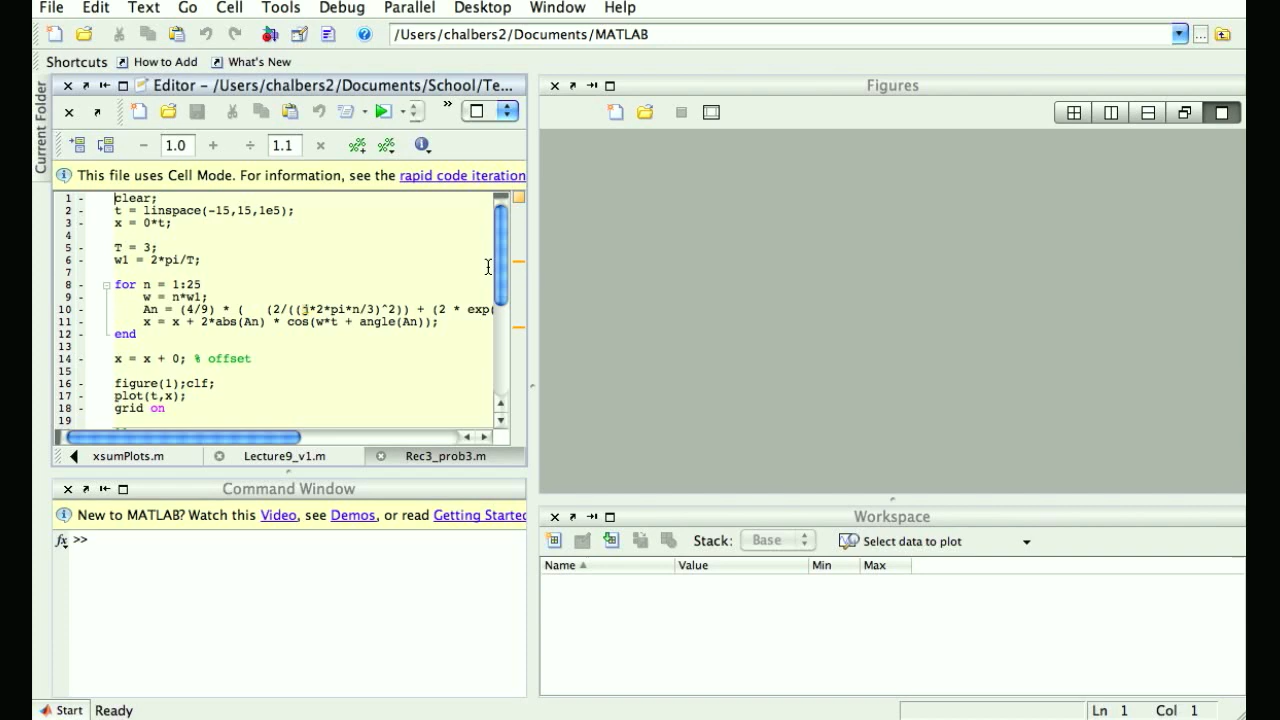 File Edit Text Go Cell Tools Debug Parallel Desktop Window Help
/Users/chalbers2/Documents/MATLAB
Shortcuts How to Add What's New
Current Folder
Editor - /Users/chalbers2/Documents/School/Te...
1.0
1.1
This file uses Cell Mode. For information, see the rapid code iteration
1 clear;
2 t = linspace(-15,15,1e5);
3 x = 0*t;
4
5 T = 3;
6 w1 = 2*pi/T;
7
8 for n = 1:25
9 w = n*w1;
10 An = (4/9) * ( (2/((j*2*pi*n/3)^2)) + (2 * exp(
11 x = x + 2*abs(An) * cos(w*t + angle(An));
12 end
13
14 x = x + 0; % offset
15
16 figure(1);clf;
17 plot(t,x);
18 grid on
19
xsumPlots.m Lecture9_v1.m Rec3_prob3.m
Command Window
New to MATLAB? Watch this Video, see Demos, or read Getting Started
fx >>
Figures
Workspace
Stack: Base Select data to plot
Name Value Min Max
Start Ready
Ln 1 Col 1